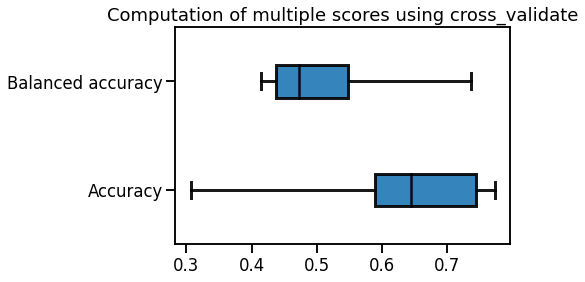 Computation of multiple scores using cross_validate
Balanced accuracy
Accuracy
0.3 0.4 0.5 0.6 0.7